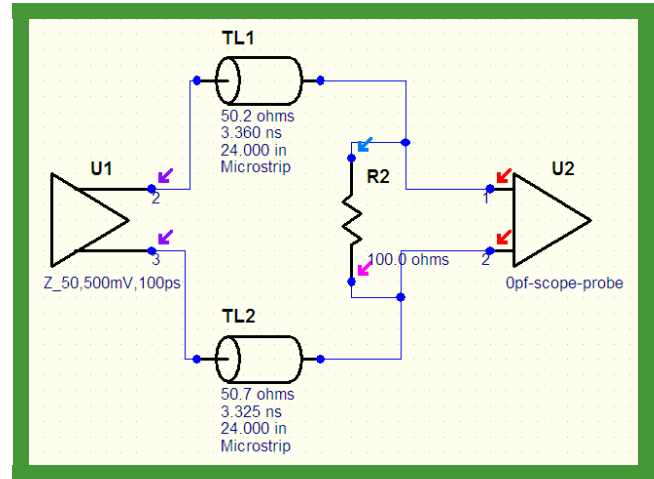 TL1
50.2 ohms
3.360 ns
24.000 in
Microstrip
U1
2
3
Z_50,500mV,100ps
R2
100.0 ohms
U2
1
2
0pf-scope-probe
TL2
50.7 ohms
3.325 ns
24.000 in
Microstrip